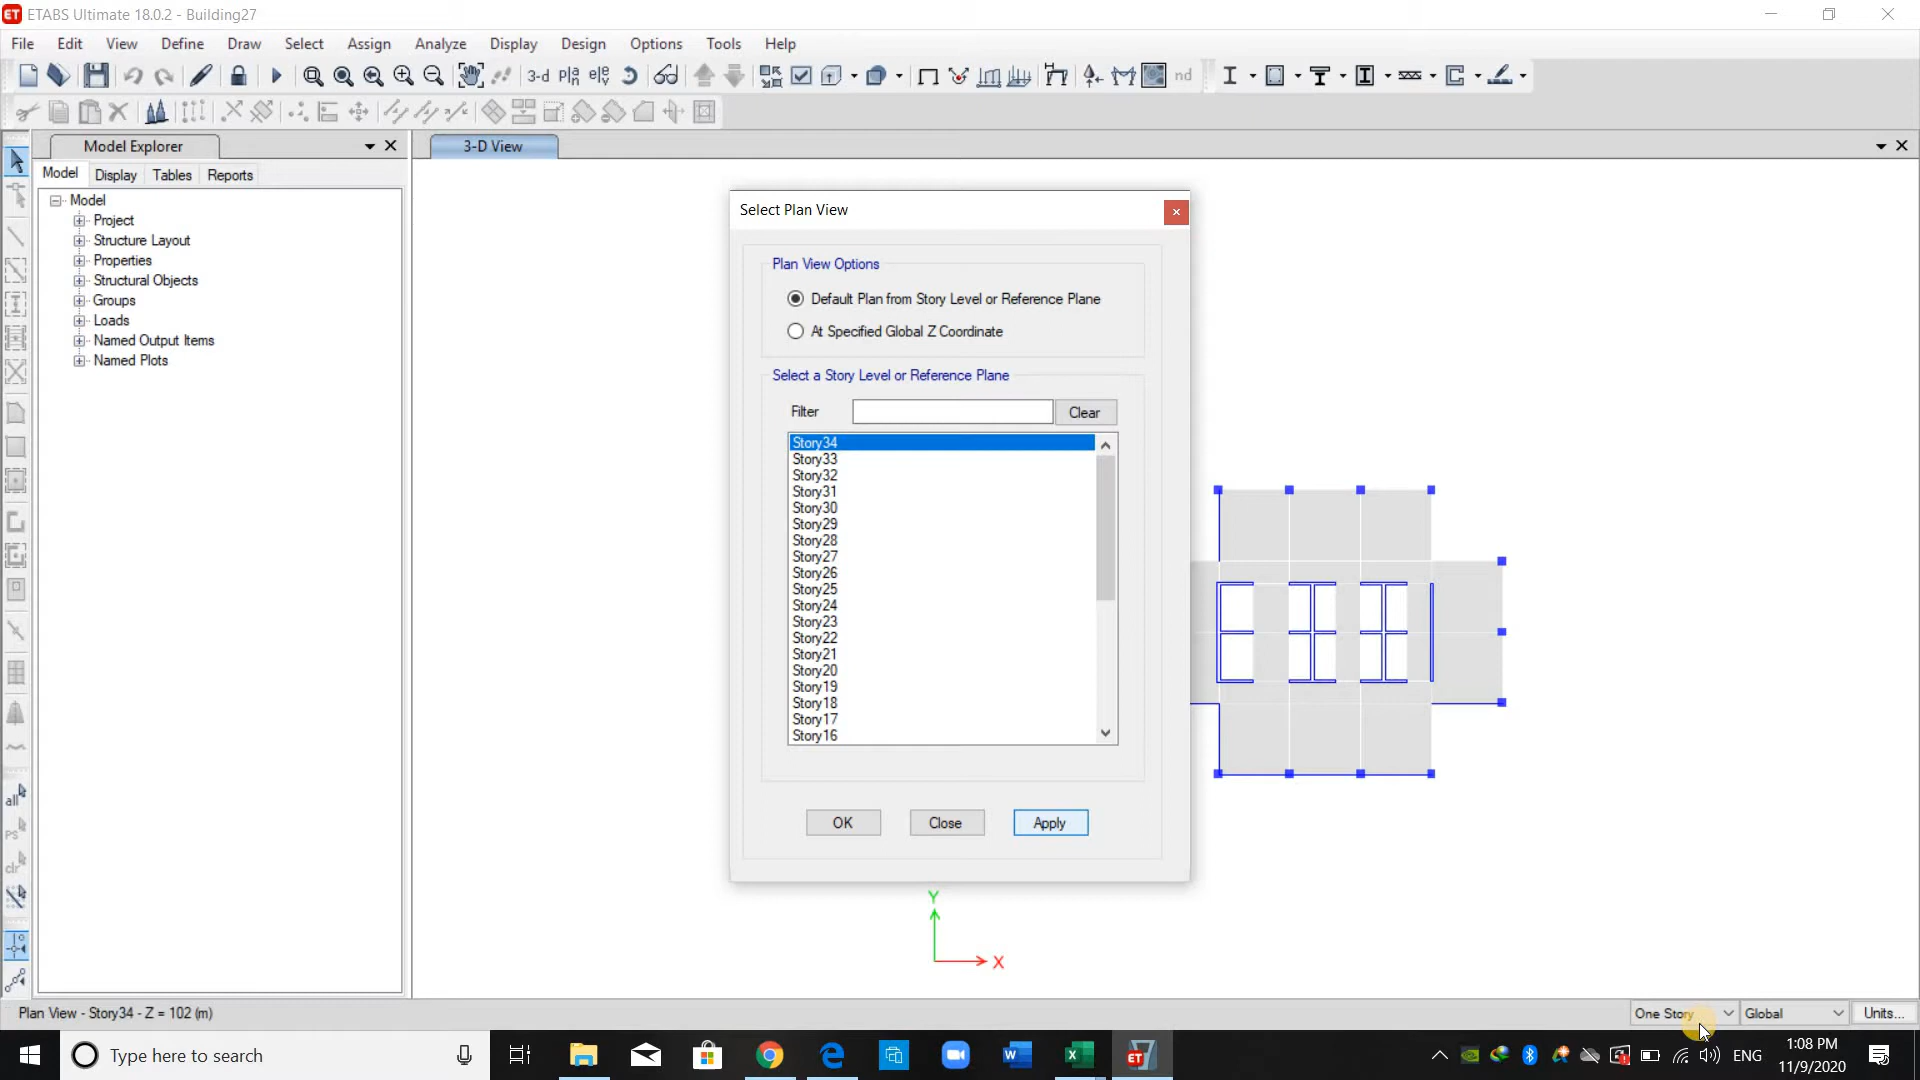 ETABS Ultimate 18.0.2 - Building27
File Edit View Define Draw Select Assign Analyze Display Design Options Tools Help
3-d nd
Model Explorer
3-D View
Model Display Tables Reports
Model
Project
Structure Layout
Properties
Structural Objects
Groups
Loads
Named Output Items
Named Plots
Select Plan View
Plan View Options
Default Plan from Story Level or Reference Plane
At Specified Global Z Coordinate
Select a Story Level or Reference Plane
Filter Clear
Story34
Story33
Story32
Story31
Story30
Story29
Story28
Story27
Story26
Story25
Story24
Story23
Story22
Story21
Story20
Story19
Story18
Story17
Story16
OK Close Apply
Y
X
all
ps
clr
Plan View - Story34 - Z = 102 (m)
One Story Global Units...
Type here to search
ENG
1:08 PM
11/9/2020